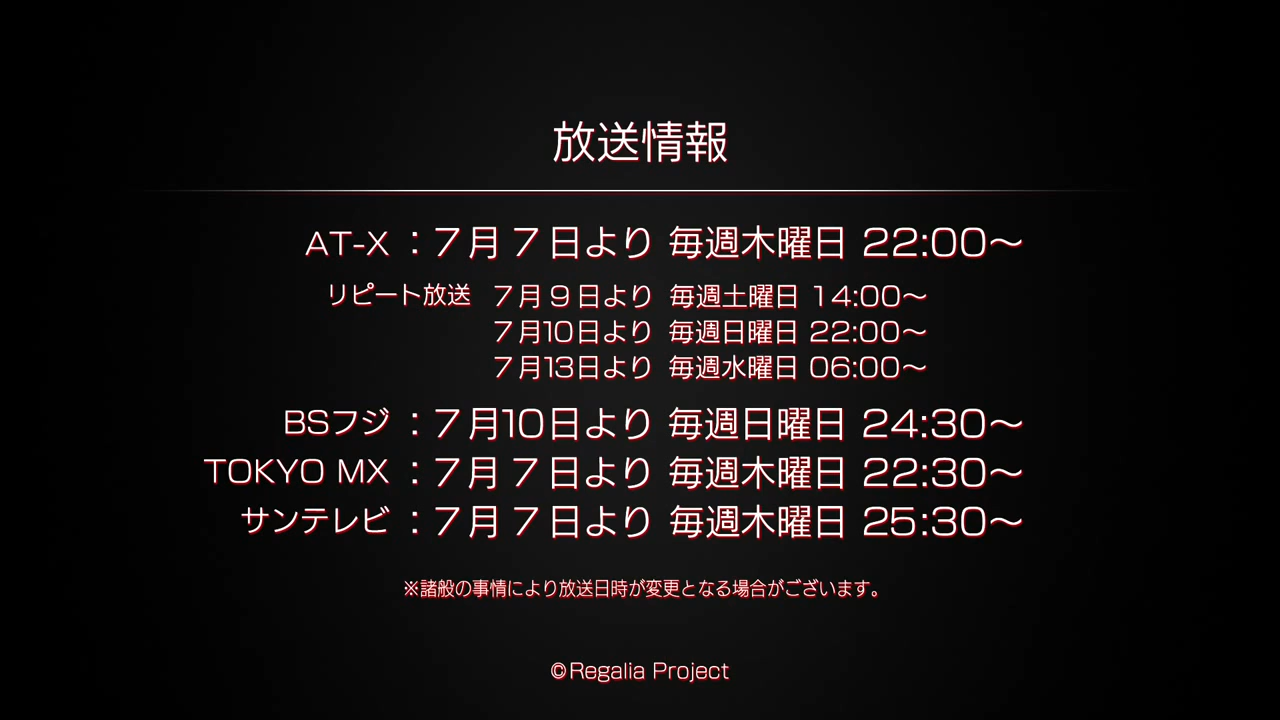 放送情報
AT-X ：7月7日より 毎週木曜日 22:00～
リピート放送 7月9日より 毎週土曜日 14:00～
7月10日より 毎週日曜日 22:00～
7月13日より 毎週水曜日 06:00～
BSフジ ：7月10日より 毎週日曜日 24:30～
TOKYO MX ：7月7日より 毎週木曜日 22:30～
サンテレビ ：7月7日より 毎週木曜日 25:30～
※諸般の事情により放送日時が変更となる場合がございます。
©Regalia Project